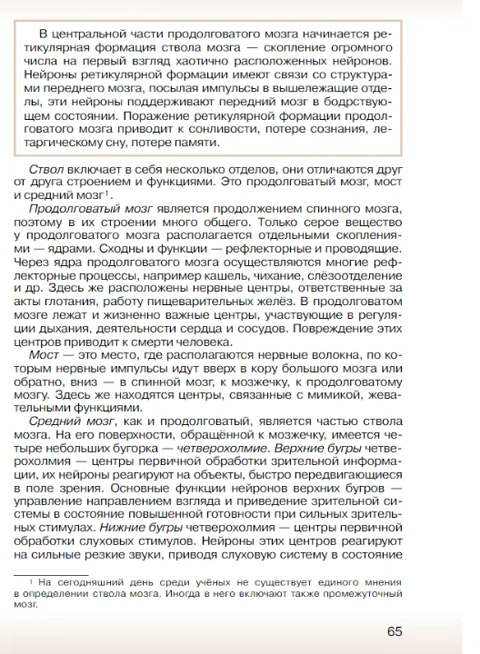 В центральной части продолговатого мозга начинается ре-
тикулярная формация ствола мозга — скопление огромного
числа на первый взгляд хаотично расположенных нейронов.
Нейроны ретикулярной формации имеют связи со структура-
ми переднего мозга, посылая импульсы в вышележащие отде-
лы, эти нейроны поддерживают передний мозг в бодрствую-
щем состоянии. Поражение ретикулярной формации продол-
говатого мозга приводит к сонливости, потере сознания, ле-
таргическому сну, потере памяти.
Ствол включает в себя несколько отделов, они отличаются друг
от друга строением и функциями. Это продолговатый мозг, мост
и средний мозг¹.
Продолговатый мозг является продолжением спинного мозга,
поэтому в их строении много общего. Только серое вещество
у продолговатого мозга располагается отдельными скопления-
ми — ядрами. Сходны и функции — рефлекторные и проводящие.
Через ядра продолговатого мозга осуществляются многие реф-
лекторные процессы, например кашель, чихание, слёзоотделение
и др. Здесь же расположены нервные центры, ответственные за
акты глотания, работу пищеварительных желёз. В продолговатом
мозге лежат и жизненно важные центры, участвующие в регуля-
ции дыхания, деятельности сердца и сосудов. Повреждение этих
центров приводит к смерти человека.
Мост — это место, где располагаются нервные волокна, по ко-
торым нервные импульсы идут вверх в кору большого мозга или
обратно, вниз — в спинной мозг, к мозжечку, к продолговатому
мозгу. Здесь же находятся центры, связанные с мимикой, жева-
тельными функциями.
Средний мозг, как и продолговатый, является частью ствола
мозга. На его поверхности, обращённой к мозжечку, имеется че-
тыре небольших бугорка — четверохолмие. Верхние бугры четве-
рохолмия — центры первичной обработки зрительной информа-
ции, их нейроны реагируют на объекты, быстро передвигающиеся
в поле зрения. Основные функции нейронов верхних бугров —
управление направлением взгляда и приведение зрительной си-
стемы в состояние повышенной готовности при сильных зритель-
ных стимулах. Нижние бугры четверохолмия — центры первичной
обработки слуховых стимулов. Нейроны этих центров реагируют
на сильные резкие звуки, приводя слуховую систему в состояние
¹ На сегодняшний день среди учёных не существует единого мнения
в определении ствола мозга. Иногда в него включают также промежуточный
мозг.
65